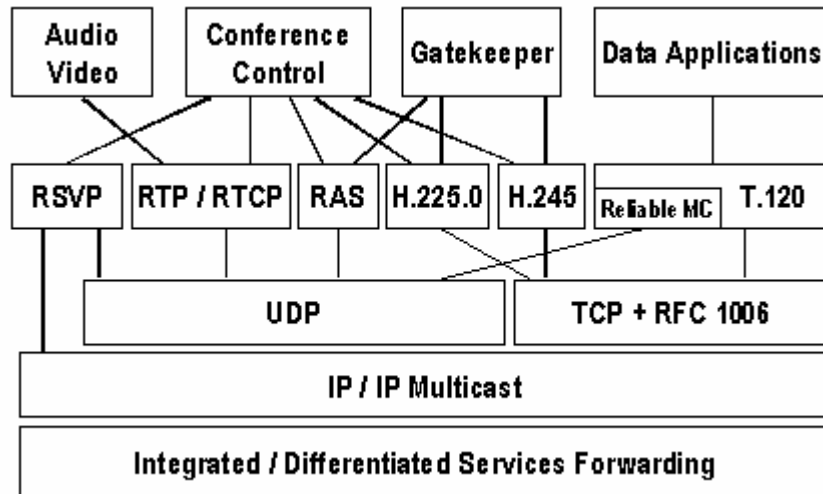 Audio
Video
Conference
Control
Gatekeeper
Data Applications
RSVP
RTP / RTCP
RAS
H.225.0
H.245
Reliable MC
T.120
UDP
TCP + RFC 1006
IP / IP Multicast
Integrated / Differentiated Services Forwarding